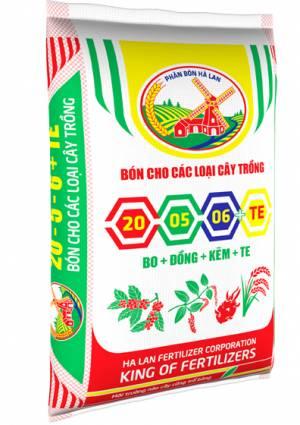 PHÂN BÓN HÀ LAN
BÓN CHO CÁC LOẠI CÂY TRỒNG
20 05 06 + TE
BO + ĐỒNG + KẼM + TE
HA LAN FERTILIZER CORPORATION
KING OF FERTILIZERS
20 - 5 - 6 + TE
BÓN CHO CÁC LOẠI CÂY TRỒNG